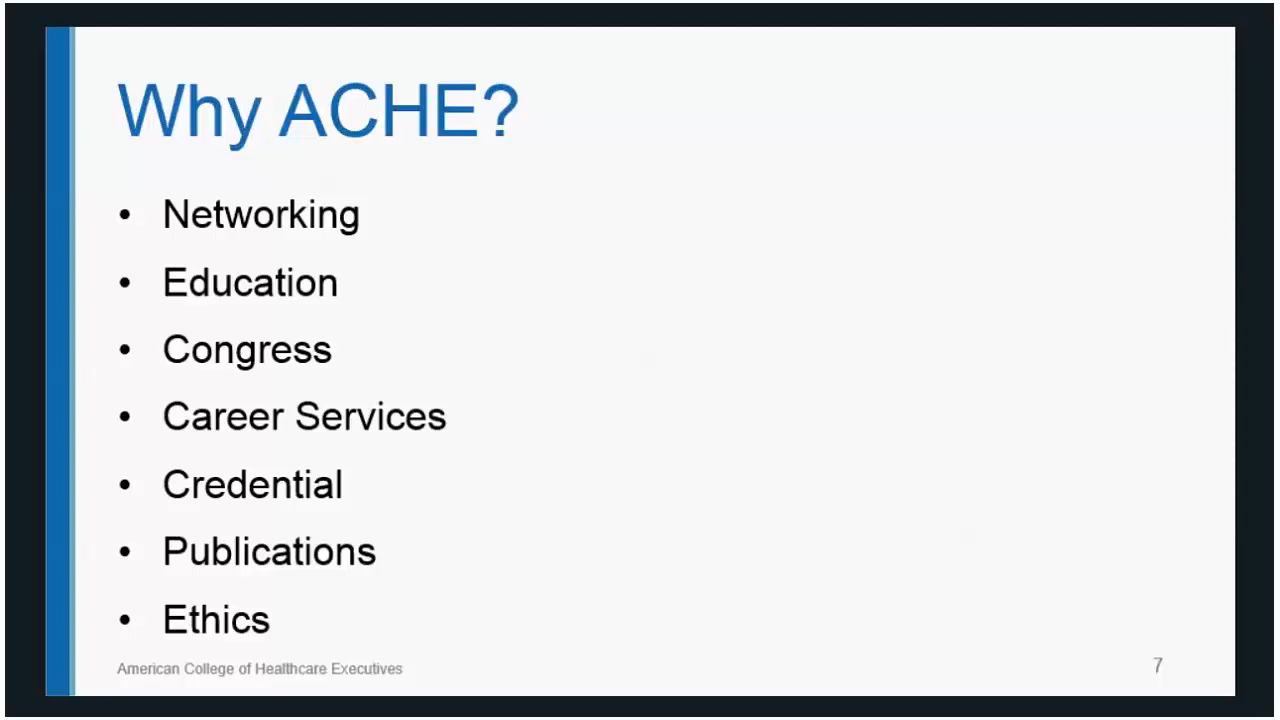 Why ACHE?
• Networking
• Education
• Congress
• Career Services
• Credential
• Publications
• Ethics
American College of Healthcare Executives
7